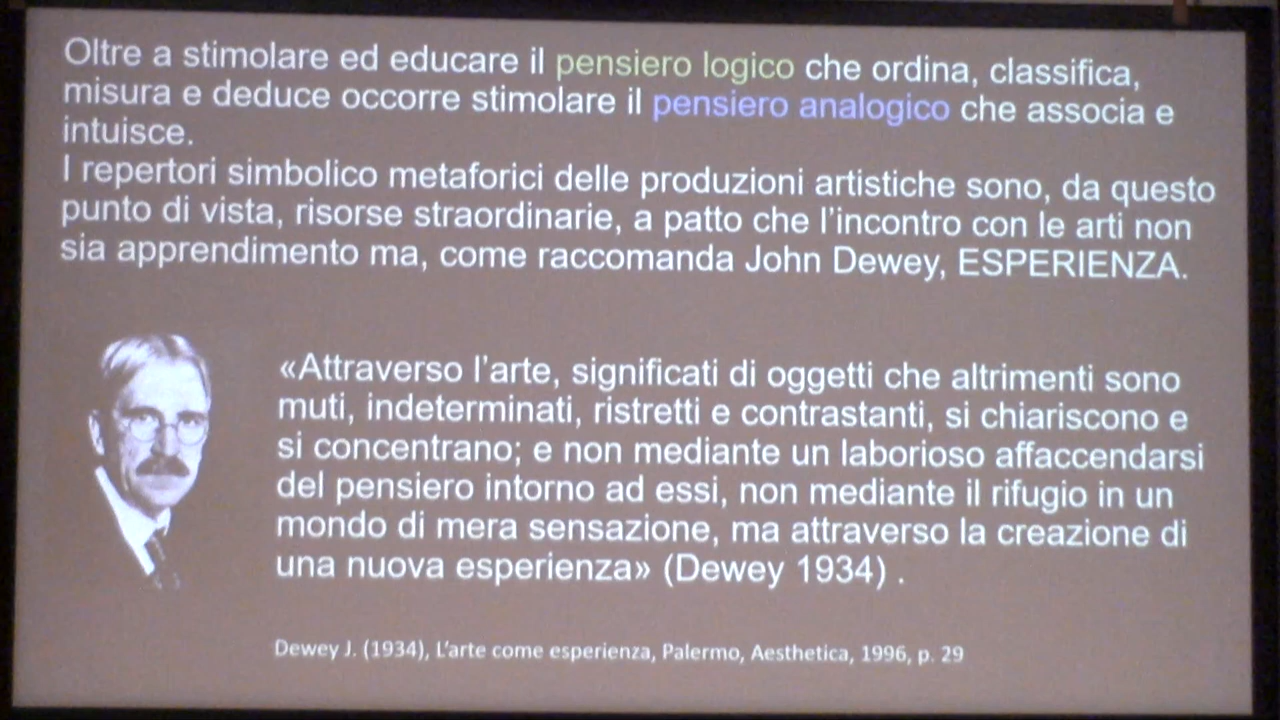 Oltre a stimolare ed educare il pensiero logico che ordina, classifica,
misura e deduce occorre stimolare il pensiero analogico che associa e
intuisce.
I repertori simbolico metaforici delle produzioni artistiche sono, da questo
punto di vista, risorse straordinarie, a patto che l'incontro con le arti non
sia apprendimento ma, come raccomanda John Dewey, ESPERIENZA.
«Attraverso l'arte, significati di oggetti che altrimenti sono
muti, indeterminati, ristretti e contrastanti, si chiariscono e
si concentrano; e non mediante un laborioso affaccendarsi
del pensiero intorno ad essi, non mediante il rifugio in un
mondo di mera sensazione, ma attraverso la creazione di
una nuova esperienza» (Dewey 1934) .
Dewey J. (1934), L'arte come esperienza, Palermo, Aesthetica, 1996, p. 29